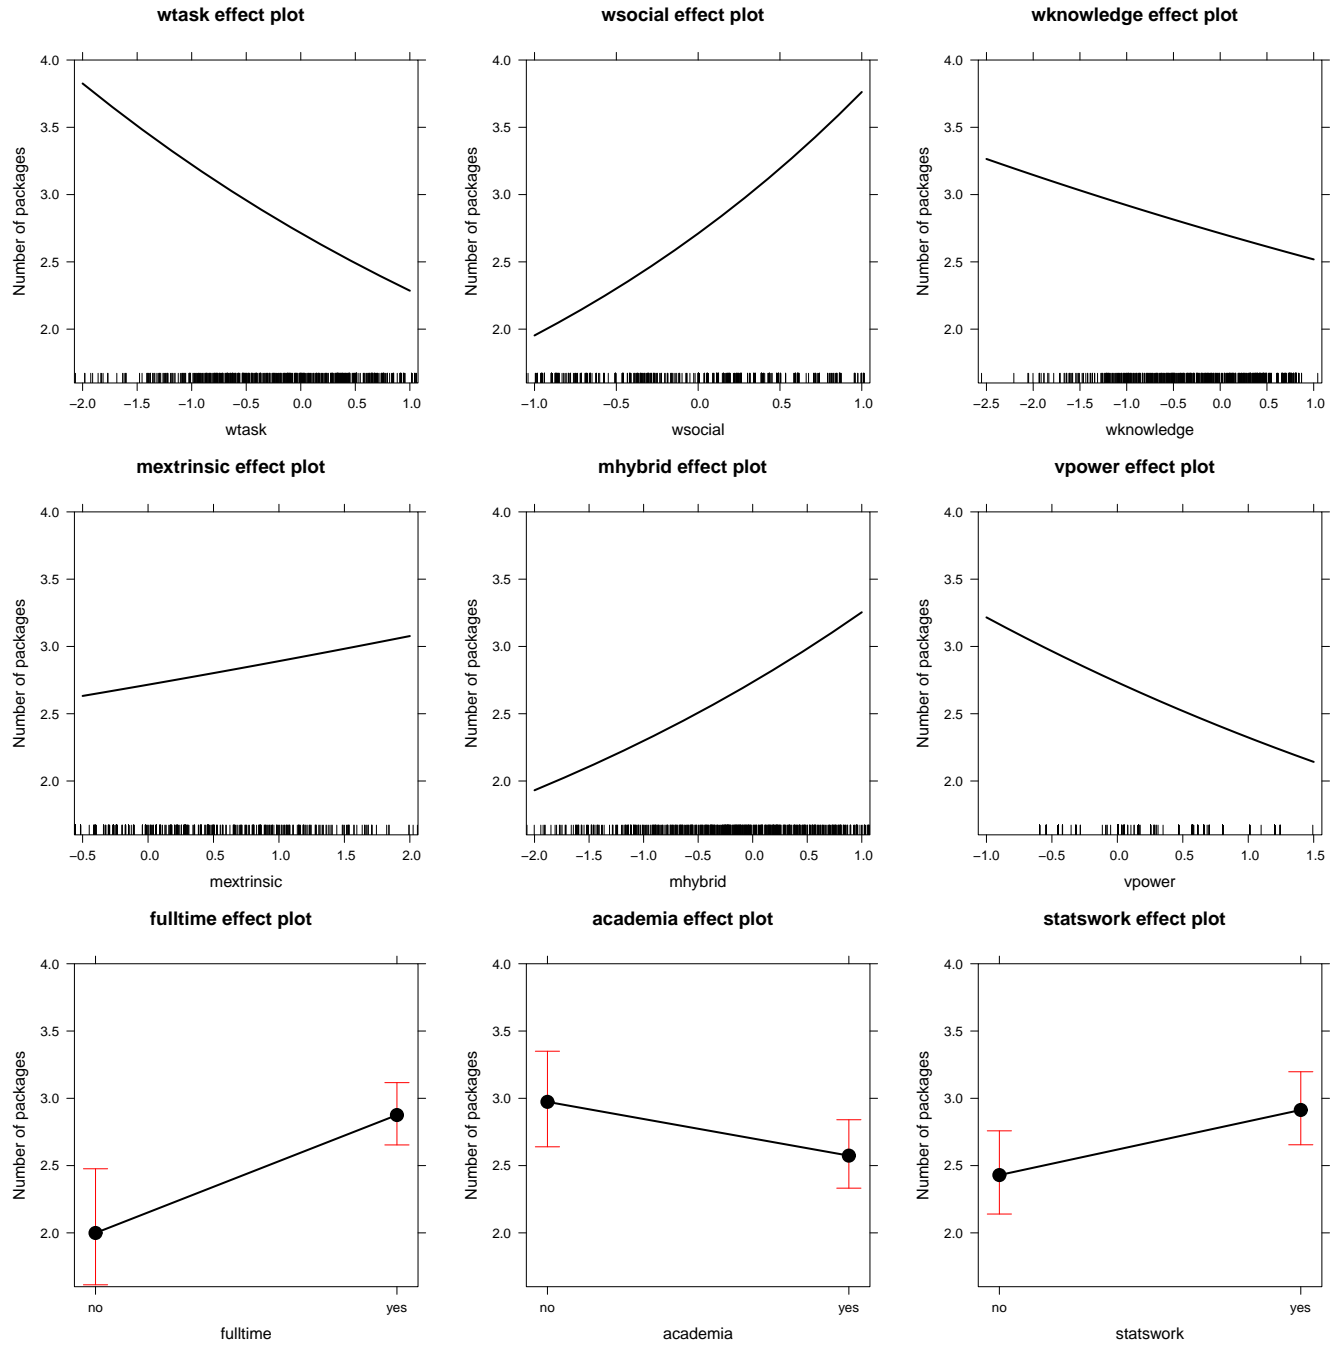 wtask effect plot
Number of packages
4.0
3.5
3.0
2.5
2.0
−2.0 −1.5 −1.0 −0.5 0.0 0.5 1.0
wtask
wsocial effect plot
Number of packages
4.0
3.5
3.0
2.5
2.0
−1.0 −0.5 0.0 0.5 1.0
wsocial
wknowledge effect plot
Number of packages
4.0
3.5
3.0
2.5
2.0
−2.5 −2.0 −1.5 −1.0 −0.5 0.0 0.5 1.0
wknowledge
mextrinsic effect plot
Number of packages
4.0
3.5
3.0
2.5
2.0
−0.5 0.0 0.5 1.0 1.5 2.0
mextrinsic
mhybrid effect plot
Number of packages
4.0
3.5
3.0
2.5
2.0
−2.0 −1.5 −1.0 −0.5 0.0 0.5 1.0
mhybrid
vpower effect plot
Number of packages
4.0
3.5
3.0
2.5
2.0
−1.0 −0.5 0.0 0.5 1.0 1.5
vpower
fulltime effect plot
Number of packages
4.0
3.5
3.0
2.5
2.0
no yes
fulltime
academia effect plot
Number of packages
4.0
3.5
3.0
2.5
2.0
no yes
academia
statswork effect plot
Number of packages
4.0
3.5
3.0
2.5
2.0
no yes
statswork